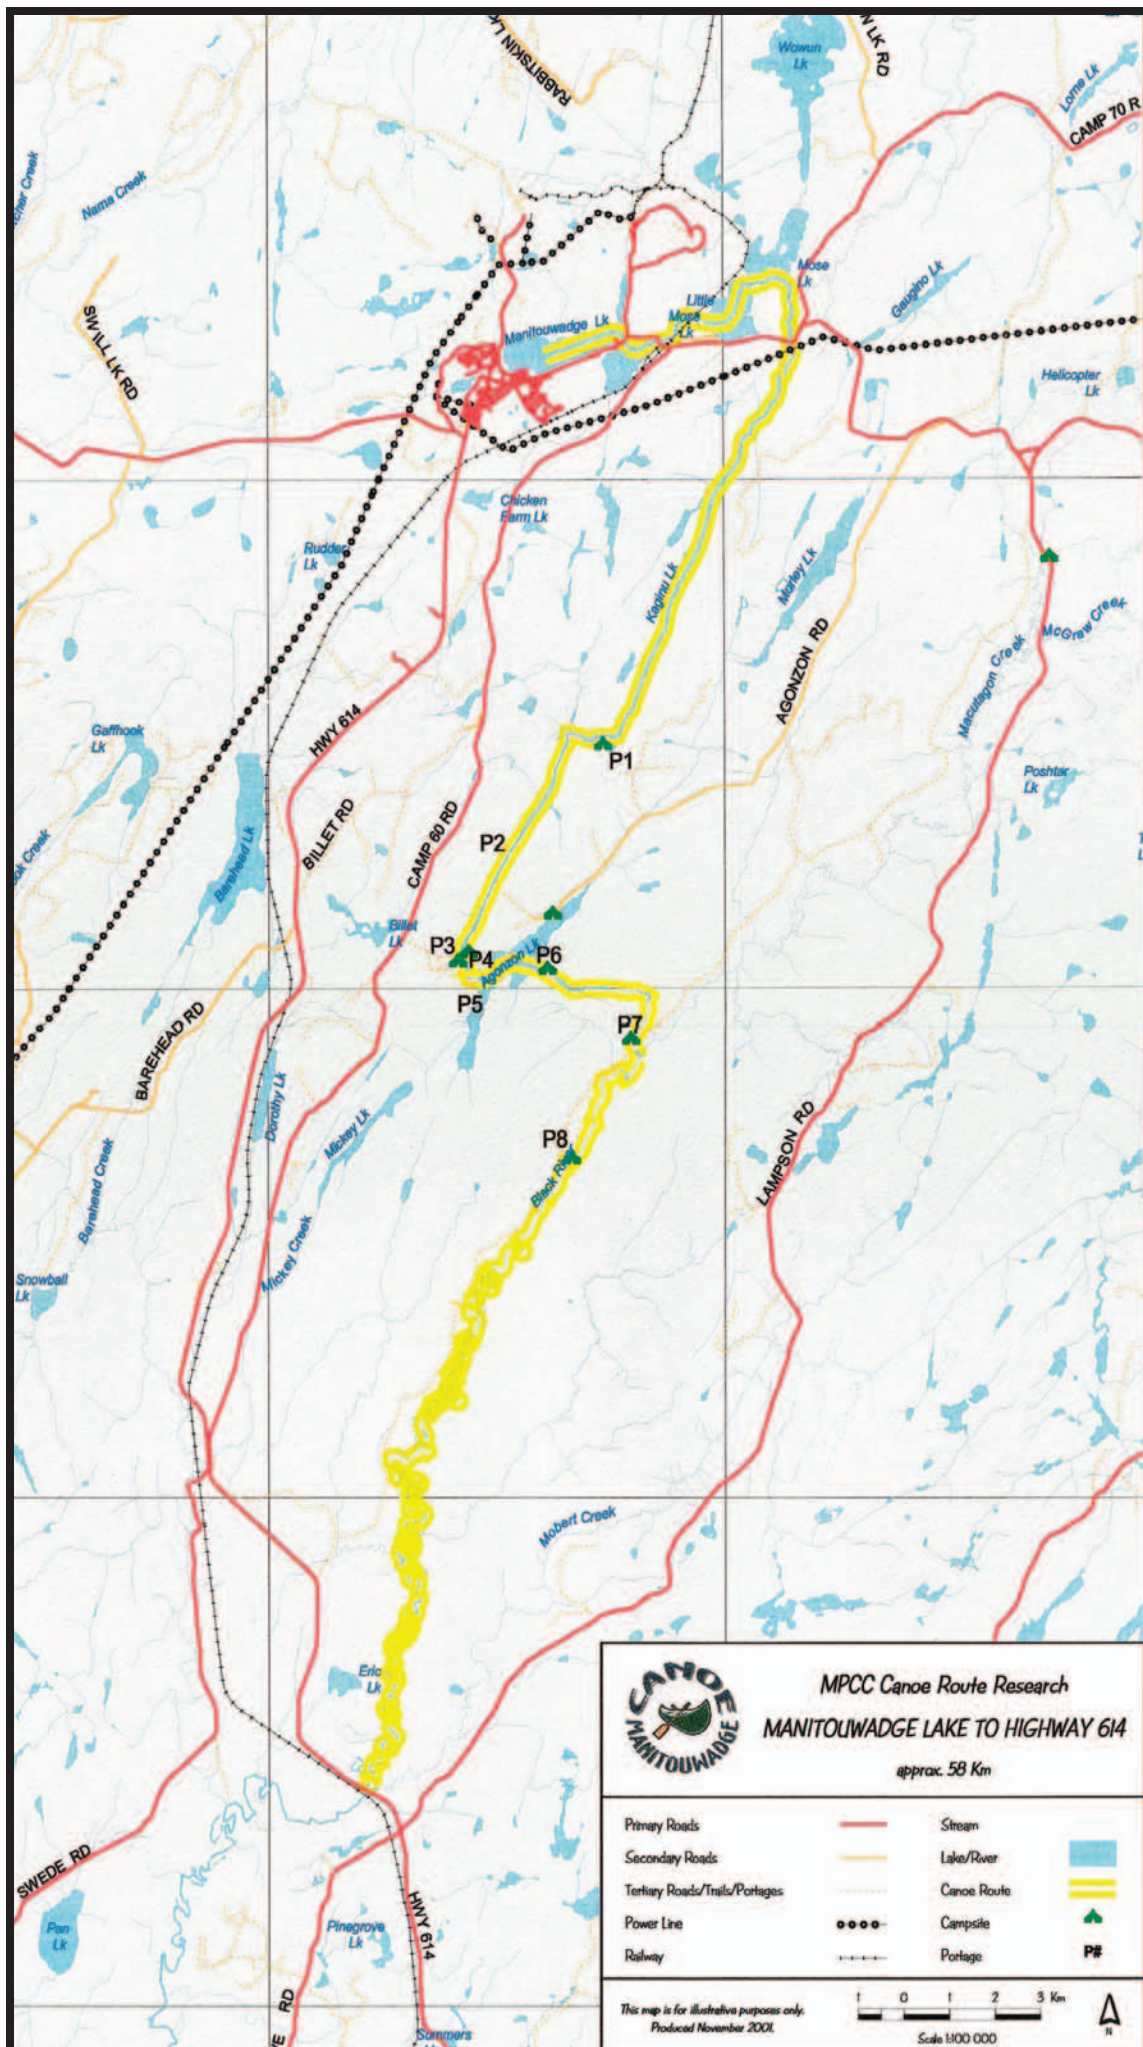 RABBITSKIN LK
Wowun
Lk
N LK RD
Lorne Lk
CAMP 70 R
cher Creek
Nama Creek
SWILL LK RD
Mose
Lk
Gaugino Lk
Little
Mose
Lk
Manitouwadge Lk
Helicopter
Lk
Chicken
Farm Lk
Rudder
Lk
Kaginu Lk
Morley Lk
McGraw Creek
Macutagon Creek
AGONZON RD
HWY 614
Gaffhook
Lk
P1
Poshtar
Lk
BILLET RD
CAMP 60 RD
P2
ok Creek
Barehead Lk
Billet
Lk
P3
P4
Agonzon Lk
P6
P5
P7
BAREHEAD RD
Dorothy Lk
Mickey Lk
P8
Black Ri
LAMPSON RD
Barehead Creek
Mickey Creek
Snowball
Lk
Mobert Creek
Eric
Lk
SWEDE RD
Pan
Lk
Pinegrove
Lk
HWY 614
VE RD
Summers
CANOE
MANITOUWADGE
MPCC Canoe Route Research
MANITOUWADGE LAKE TO HIGHWAY 614
approx. 58 Km
Primary Roads
Stream
Secondary Roads
Lake/River
Tertiary Roads/Trails/Portages
Canoe Route
Power Line
Campsite
Railway
Portage
P#
This map is for illustrative purposes only.
Produced November 2001.
1 0 1 2 3 Km
Scale 1:100 000
N